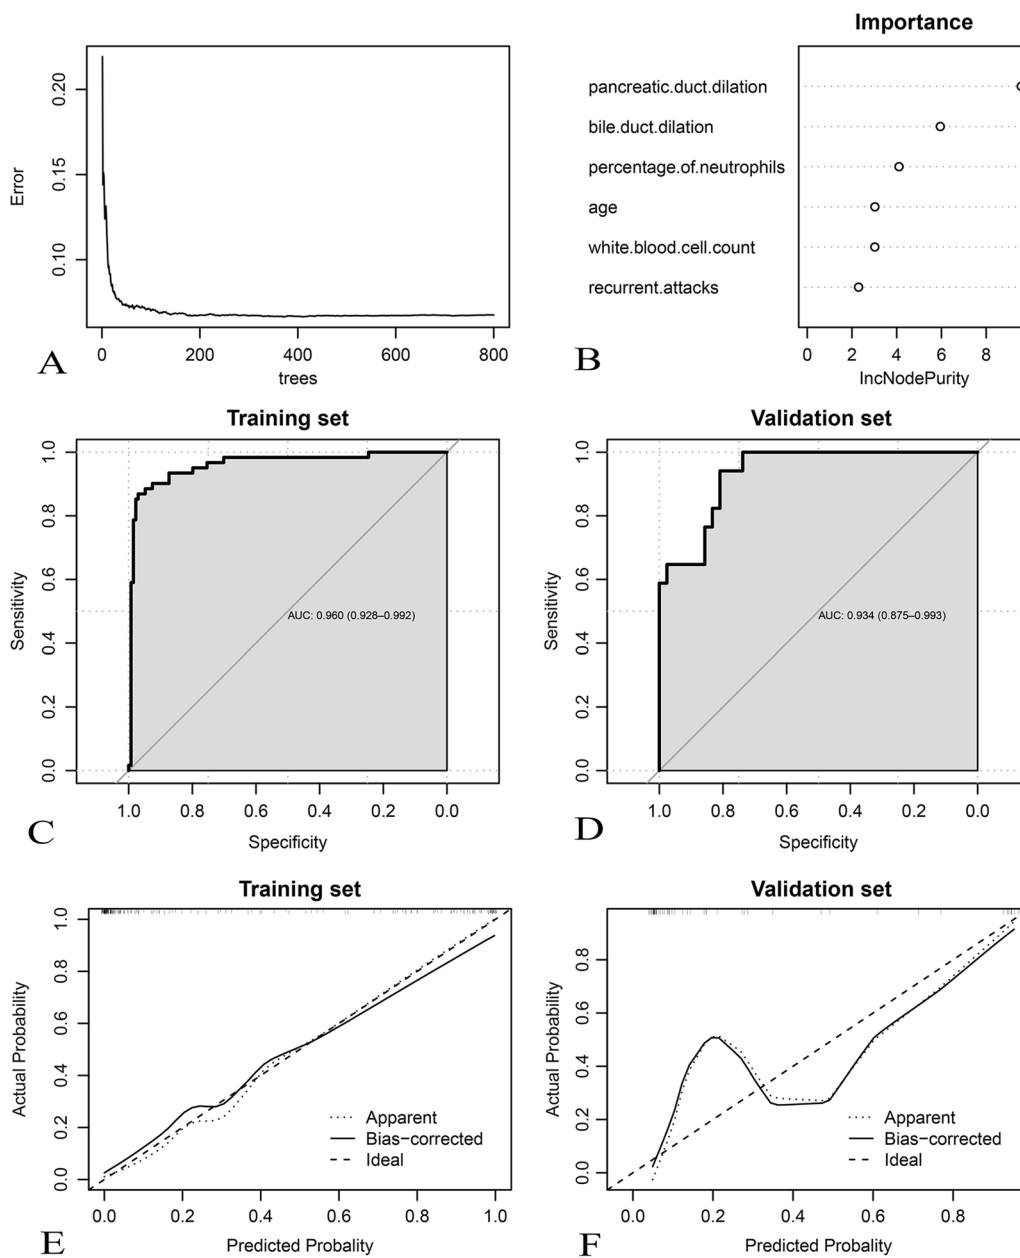 Importance
0.20
0.15
0.10
Error
0 200 400 600 800
trees
A
pancreatic.duct.dilation
bile.duct.dilation
percentage.of.neutrophils
age
white.blood.cell.count
recurrent.attacks
0 2 4 6 8
IncNodePurity
B
Training set
1.0
0.8
0.6
0.4
0.2
0.0
Sensitivity
AUC: 0.960 (0.928–0.992)
1.0 0.8 0.6 0.4 0.2 0.0
Specificity
C
Validation set
1.0
0.8
0.6
0.4
0.2
0.0
Sensitivity
AUC: 0.934 (0.875–0.993)
1.0 0.8 0.6 0.4 0.2 0.0
Specificity
D
Training set
1.0
0.8
0.6
0.4
0.2
0.0
Actual Probability
Apparent
Bias−corrected
Ideal
0.0 0.2 0.4 0.6 0.8 1.0
Predicted Probality
E
Validation set
0.8
0.6
0.4
0.2
0.0
Actual Probability
Apparent
Bias−corrected
Ideal
0.0 0.2 0.4 0.6 0.8
Predicted Probality
F